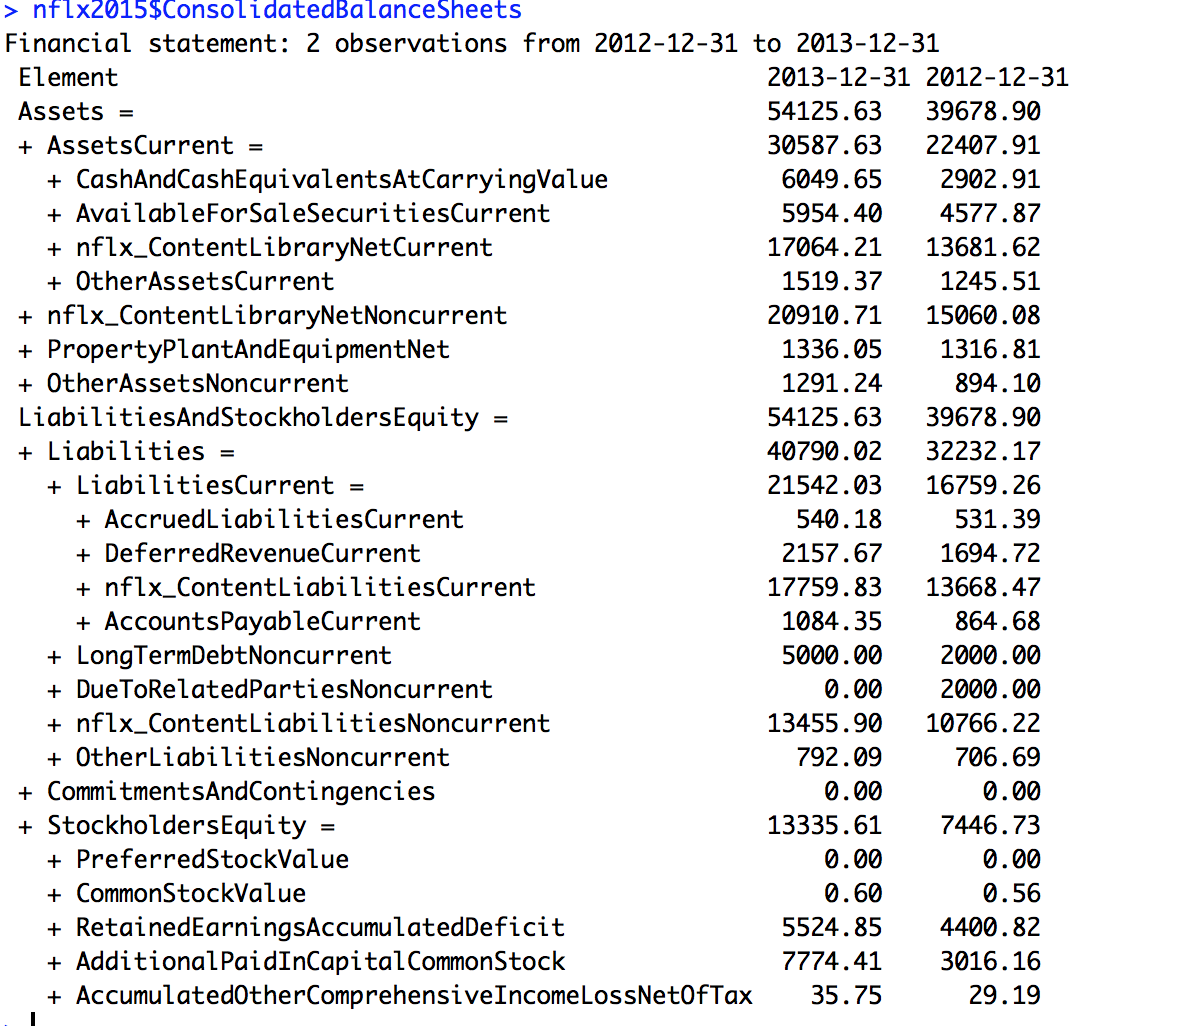 > nflx2015$ConsolidatedBalanceSheets
Financial statement: 2 observations from 2012-12-31 to 2013-12-31
 Element                                             2013-12-31 2012-12-31
 Assets =                                            54125.63   39678.90
 + AssetsCurrent =                                   30587.63   22407.91
   + CashAndCashEquivalentsAtCarryingValue            6049.65    2902.91
   + AvailableForSaleSecuritiesCurrent                5954.40    4577.87
   + nflx_ContentLibraryNetCurrent                   17064.21   13681.62
   + OtherAssetsCurrent                               1519.37    1245.51
 + nflx_ContentLibraryNetNoncurrent                  20910.71   15060.08
 + PropertyPlantAndEquipmentNet                       1336.05    1316.81
 + OtherAssetsNoncurrent                              1291.24     894.10
 LiabilitiesAndStockholdersEquity =                  54125.63   39678.90
 + Liabilities =                                     40790.02   32232.17
   + LiabilitiesCurrent =                            21542.03   16759.26
     + AccruedLiabilitiesCurrent                       540.18     531.39
     + DeferredRevenueCurrent                         2157.67    1694.72
     + nflx_ContentLiabilitiesCurrent                17759.83   13668.47
     + AccountsPayableCurrent                         1084.35     864.68
   + LongTermDebtNoncurrent                           5000.00    2000.00
   + DueToRelatedPartiesNoncurrent                       0.00    2000.00
   + nflx_ContentLiabilitiesNoncurrent               13455.90   10766.22
   + OtherLiabilitiesNoncurrent                        792.09     706.69
 + CommitmentsAndContingencies                           0.00       0.00
 + StockholdersEquity =                              13335.61    7446.73
   + PreferredStockValue                                 0.00       0.00
   + CommonStockValue                                    0.60       0.56
   + RetainedEarningsAccumulatedDeficit               5524.85    4400.82
   + AdditionalPaidInCapitalCommonStock               7774.41    3016.16
   + AccumulatedOtherComprehensiveIncomeLossNetOfTax    35.75      29.19